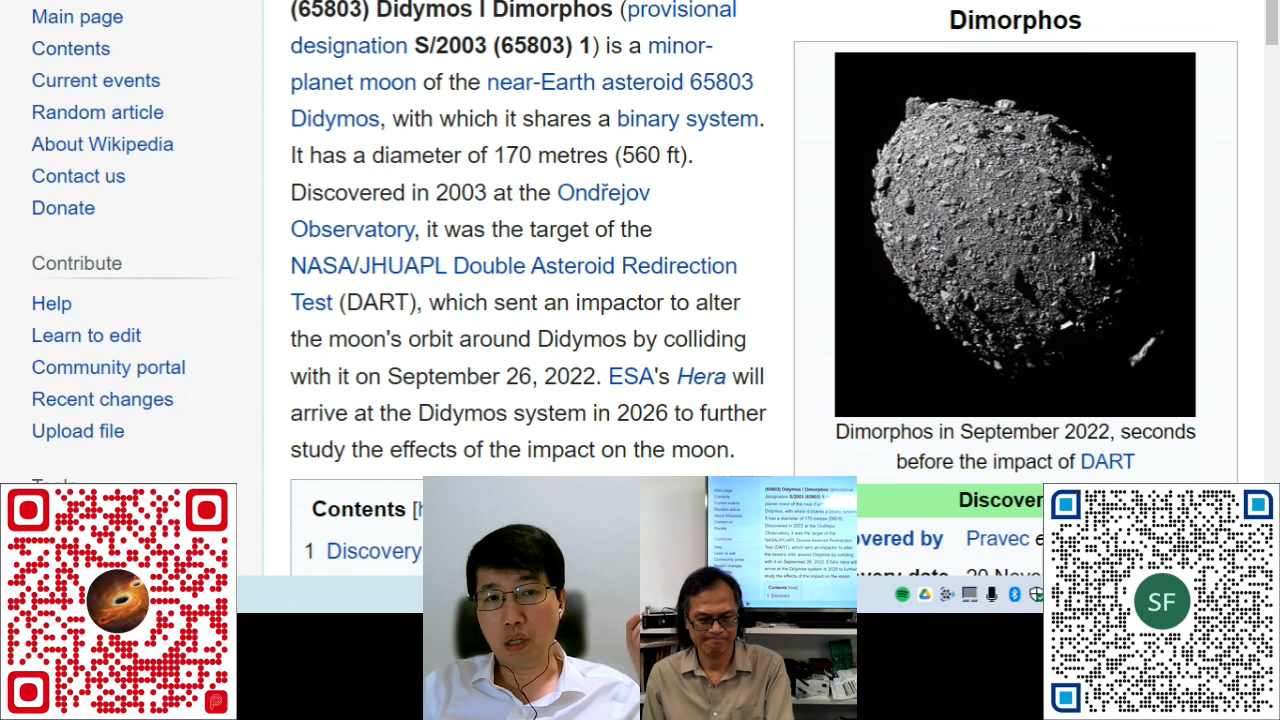 Main page
Contents
Current events
Random article
About Wikipedia
Contact us
Donate
Contribute
Help
Learn to edit
Community portal
Recent changes
Upload file
(65803) Didymos I Dimorphos (provisional
designation S/2003 (65803) 1) is a minor-
planet moon of the near-Earth asteroid 65803
Didymos, with which it shares a binary system.
It has a diameter of 170 metres (560 ft).
Discovered in 2003 at the Ondřejov
Observatory, it was the target of the
NASA/JHUAPL Double Asteroid Redirection
Test (DART), which sent an impactor to alter
the moon's orbit around Didymos by colliding
with it on September 26, 2022. ESA's Hera will
arrive at the Didymos system in 2026 to further
study the effects of the impact on the moon.
Contents [h
1 Discovery
Dimorphos
Dimorphos in September 2022, seconds
before the impact of DART
Discover
overed by Pravec e
SF